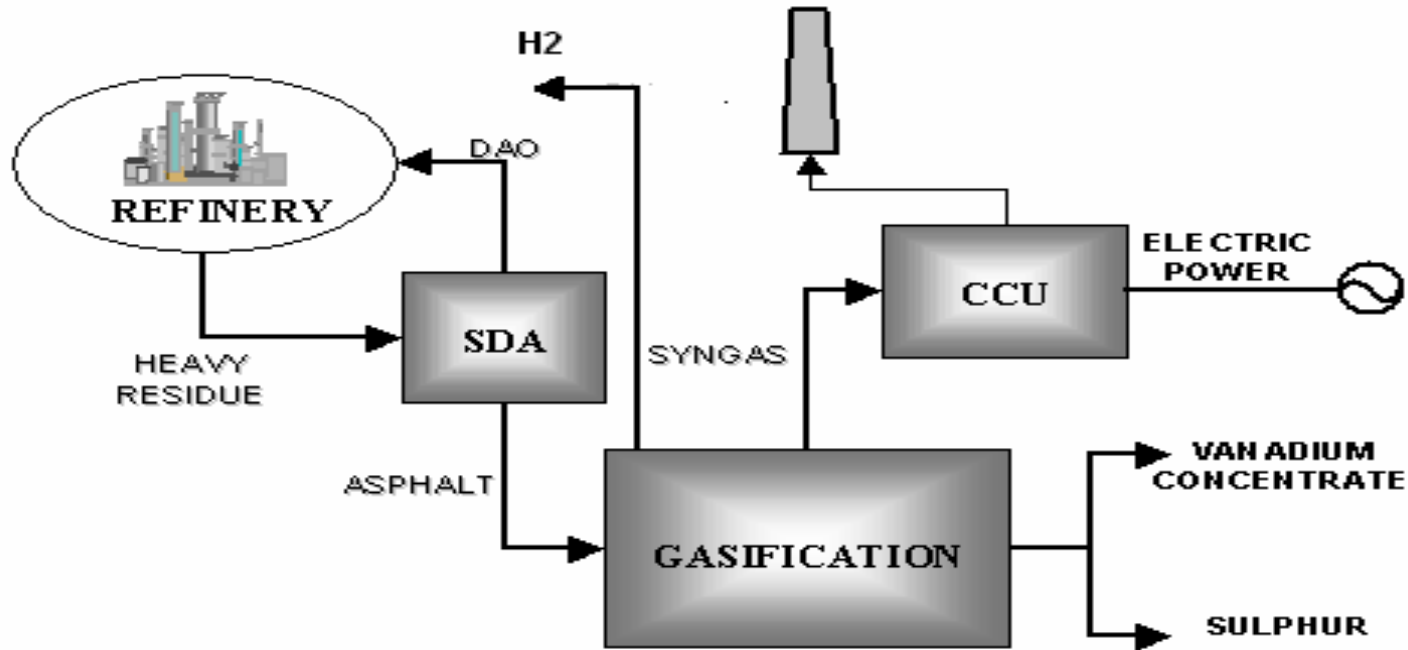 H2
DAO
REFINERY
ELECTRIC
POWER
CCU
SDA
SYNGAS
HEAVY
RESIDUE
VANADIUM
CONCENTRATE
ASPHALT
GASIFICATION
SULPHUR